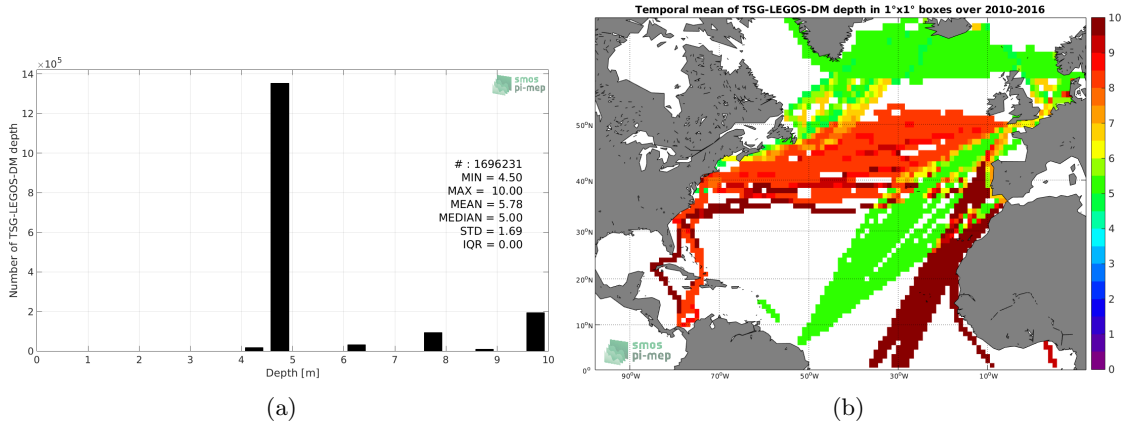 Temporal mean of TSG-LEGOS-DM depth in 1°x1° boxes over 2010-2016
×10⁵
14
12
10
8
6
4
2
0
Number of TSG-LEGOS-DM depth
smos
pi-mep
# : 1696231
MIN = 4.50
MAX = 10.00
MEAN = 5.78
MEDIAN = 5.00
STD = 1.69
IQR = 0.00
0 1 2 3 4 5 6 7 8 9 10
Depth [m]
(a)
50°N
40°N
30°N
20°N
10°N
0°
smos
pi-mep
90°W 70°W 50°W 30°W 10°W
10
9
8
7
6
5
4
3
2
1
0
(b)